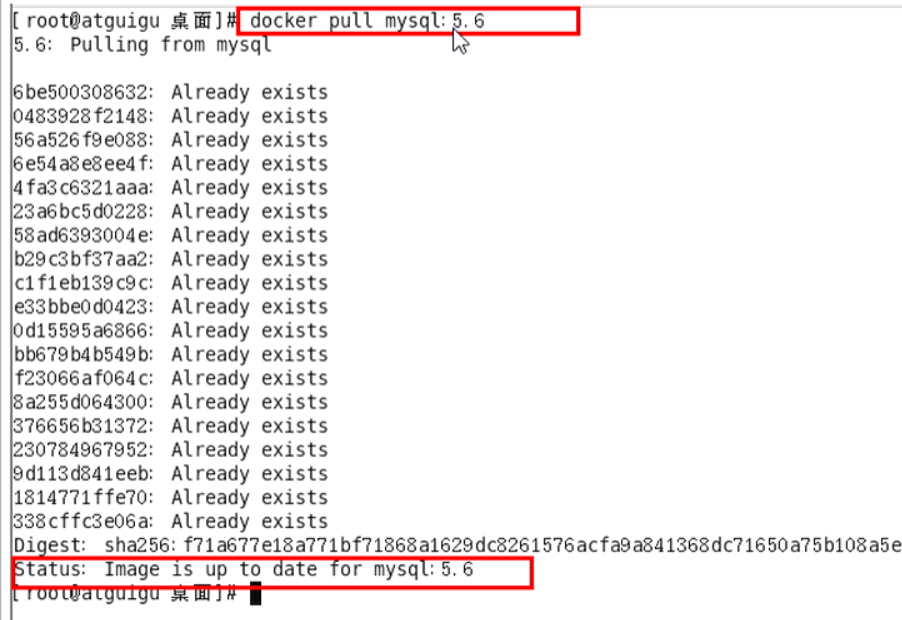 [root@atguigu 桌面]# docker pull mysql:5.6
5.6: Pulling from mysql
6be500308632: Already exists
0483928f2148: Already exists
56a526f9e088: Already exists
6e54a8e8ee4f: Already exists
4fa3c6321aaa: Already exists
23a6bc5d0228: Already exists
58ad6393004e: Already exists
b29c3bf37aa2: Already exists
c1f1eb139c9c: Already exists
e33bbe0d0423: Already exists
0d15595a6866: Already exists
bb679b4b549b: Already exists
f23066af064c: Already exists
8a255d064300: Already exists
376656b31372: Already exists
230784967952: Already exists
9d113d841eeb: Already exists
1814771ffe70: Already exists
338cffc3e06a: Already exists
Digest: sha256:f71a677e18a771bf71868a1629dc8261576acfa9a841368dc71650a75b108a5e
Status: Image is up to date for mysql:5.6
[root@atguigu 桌面]#